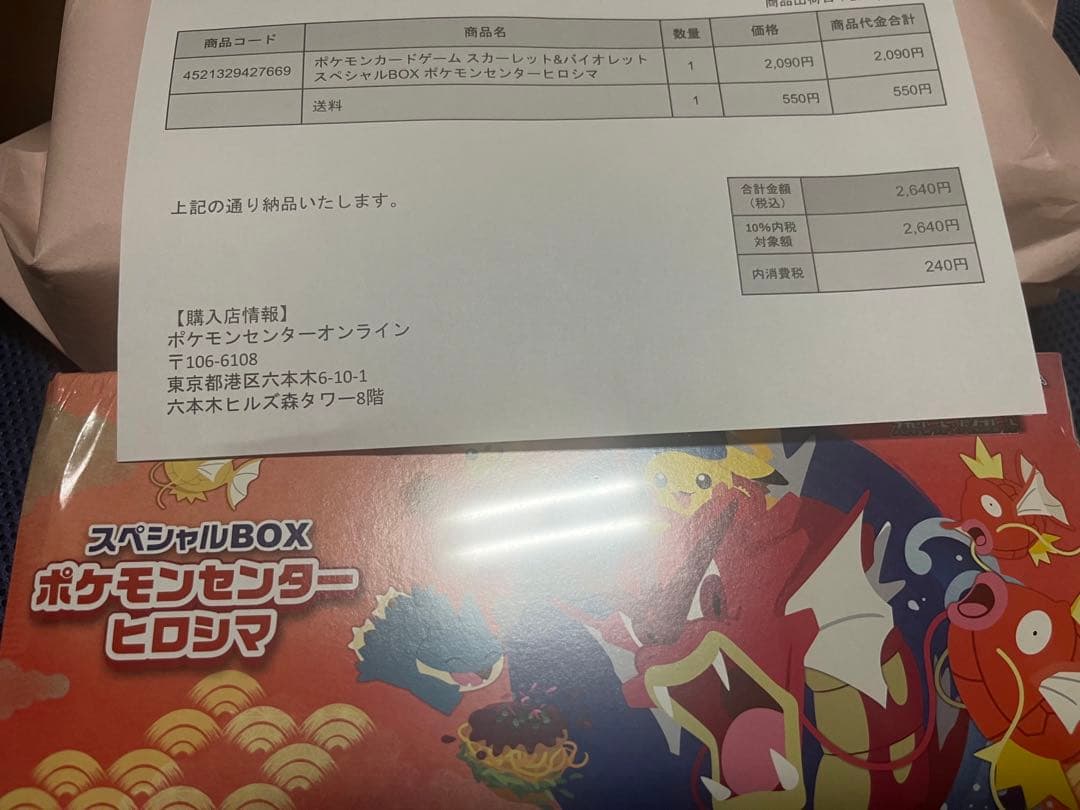 商品コード 商品名 数量 価格 商品代金合計
4521329427669 ポケモンカードゲーム スカーレット&バイオレット
スペシャルBOX ポケモンセンターヒロシマ 1 2,090円 2,090円
送料 1 550円 550円
上記の通り納品いたします。
合計金額
（税込） 2,640円
10%内税
対象額 2,640円
内消費税 240円
【購入店情報】
ポケモンセンターオンライン
〒106-6108
東京都港区六本木6-10-1
六本木ヒルズ森タワー8階
スペシャルBOX
ポケモンセンター
ヒロシマ